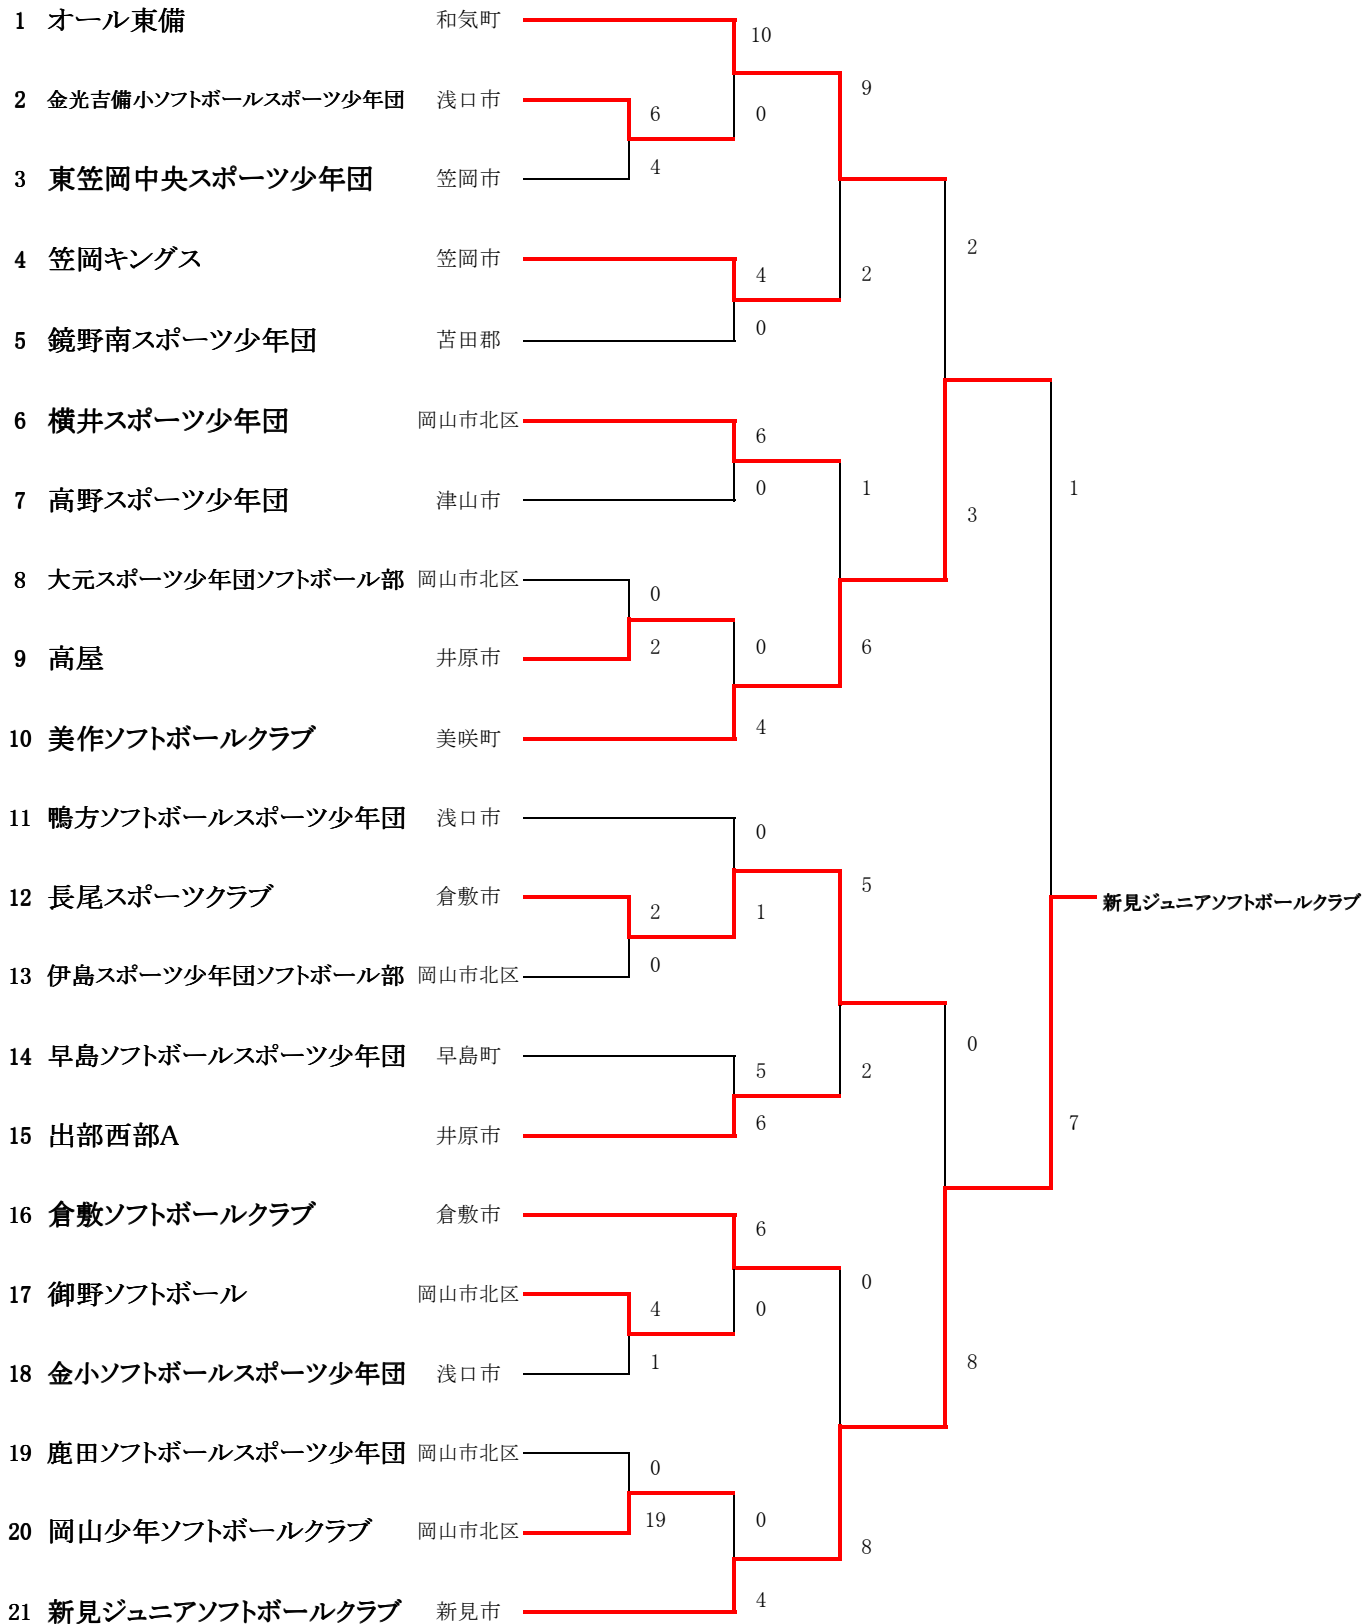 1 オール東備 和気町
10
9
2 金光吉備小ソフトボールスポーツ少年団 浅口市
6
0
4
3 東笠岡中央スポーツ少年団 笠岡市
2
4 笠岡キングス 笠岡市
4
2
0
5 鏡野南スポーツ少年団 苫田郡
6 横井スポーツ少年団 岡山市北区
6
0
1
1
7 高野スポーツ少年団 津山市
3
8 大元スポーツ少年団ソフトボール部 岡山市北区
0
2
0
6
9 高屋 井原市
4
10 美作ソフトボールクラブ 美咲町
11 鴨方ソフトボールスポーツ少年団 浅口市
0
5
12 長尾スポーツクラブ 倉敷市
新見ジュニアソフトボールクラブ
2
1
0
13 伊島スポーツ少年団ソフトボール部 岡山市北区
0
14 早島ソフトボールスポーツ少年団 早島町
5
2
6
7
15 出部西部A 井原市
16 倉敷ソフトボールクラブ 倉敷市
6
0
17 御野ソフトボール 岡山市北区
4
0
1
8
18 金小ソフトボールスポーツ少年団 浅口市
19 鹿田ソフトボールスポーツ少年団 岡山市北区
0
19
0
20 岡山少年ソフトボールクラブ 岡山市北区
8
4
21 新見ジュニアソフトボールクラブ 新見市